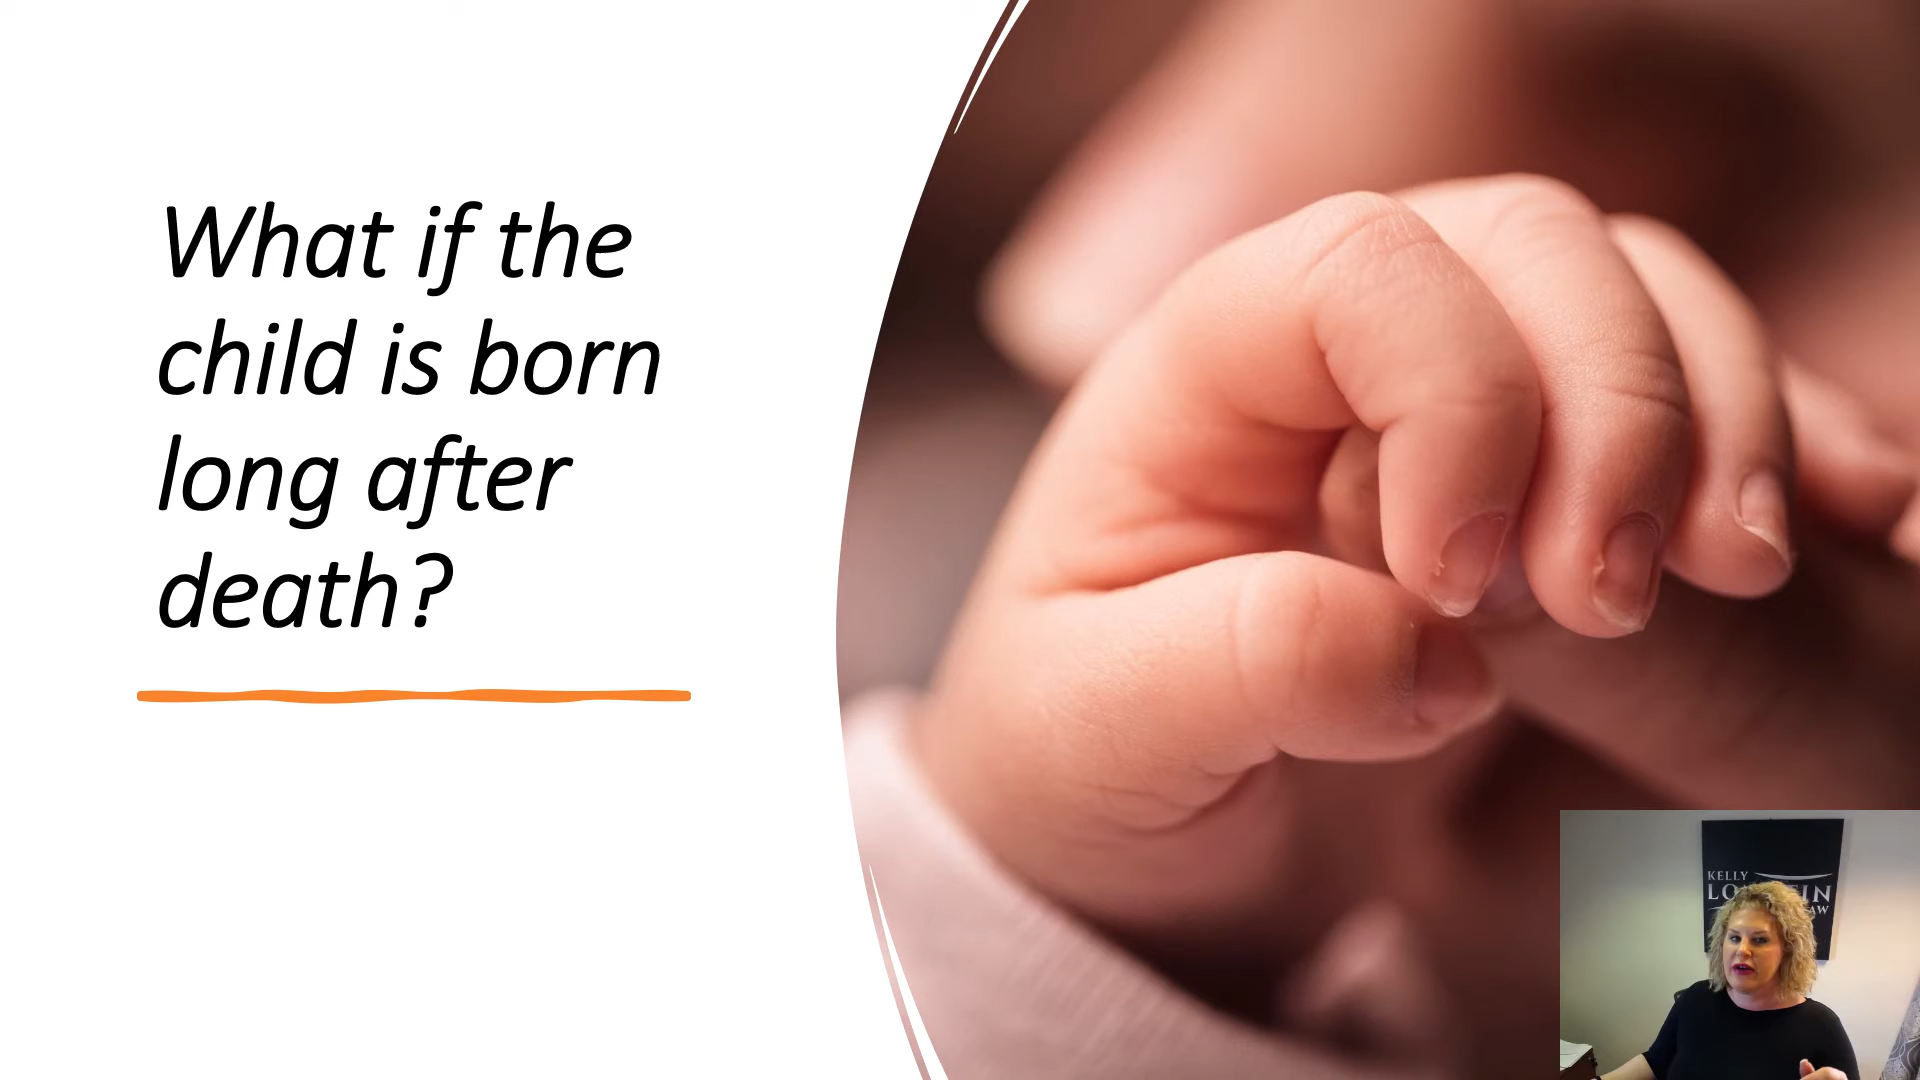 What if the
child is born
long after
death?
KELLY